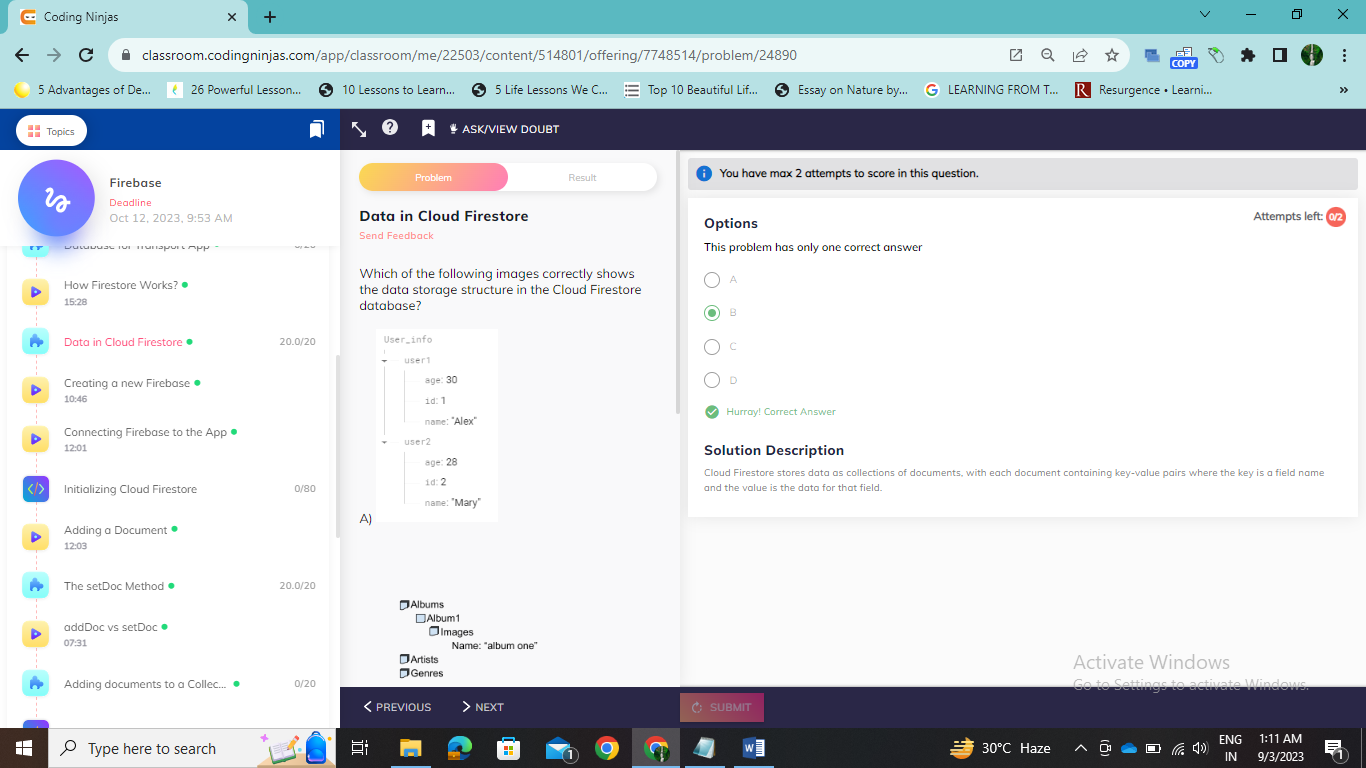 Coding Ninjas
classroom.codingninjas.com/app/classroom/me/22503/content/514801/offering/7748514/problem/24890
COPY
5 Advantages of De...
26 Powerful Lesson...
10 Lessons to Learn...
5 Life Lessons We C...
Top 10 Beautiful Lif...
Essay on Nature by...
LEARNING FROM T...
Resurgence • Learni...
»
Topics
ASK/VIEW DOUBT
Firebase
Deadline
Oct 12, 2023, 9:53 AM
Database for Transport App
0/20
How Firestore Works?
15:28
Data in Cloud Firestore
20.0/20
Creating a new Firebase
10:46
Connecting Firebase to the App
12:01
Initializing Cloud Firestore
0/80
Adding a Document
12:03
The setDoc Method
20.0/20
addDoc vs setDoc
07:31
Adding documents to a Collec...
0/20
Problem
Result
Data in Cloud Firestore
Send Feedback
Which of the following images correctly shows
the data storage structure in the Cloud Firestore
database?
User_info
user1
age: 30
id: 1
name: "Alex"
user2
age: 28
id: 2
name: "Mary"
A)
Albums
Album1
Images
Name: "album one"
Artists
Genres
PREVIOUS
NEXT
You have max 2 attempts to score in this question.
Options
Attempts left: 0/2
This problem has only one correct answer
A
B
C
D
Hurray! Correct Answer
Solution Description
Cloud Firestore stores data as collections of documents, with each document containing key-value pairs where the key is a field name
and the value is the data for that field.
Activate Windows
Go to Settings to activate Windows.
SUBMIT
Type here to search
1
30°C Haze
ENG
IN
1:11 AM
9/3/2023
1